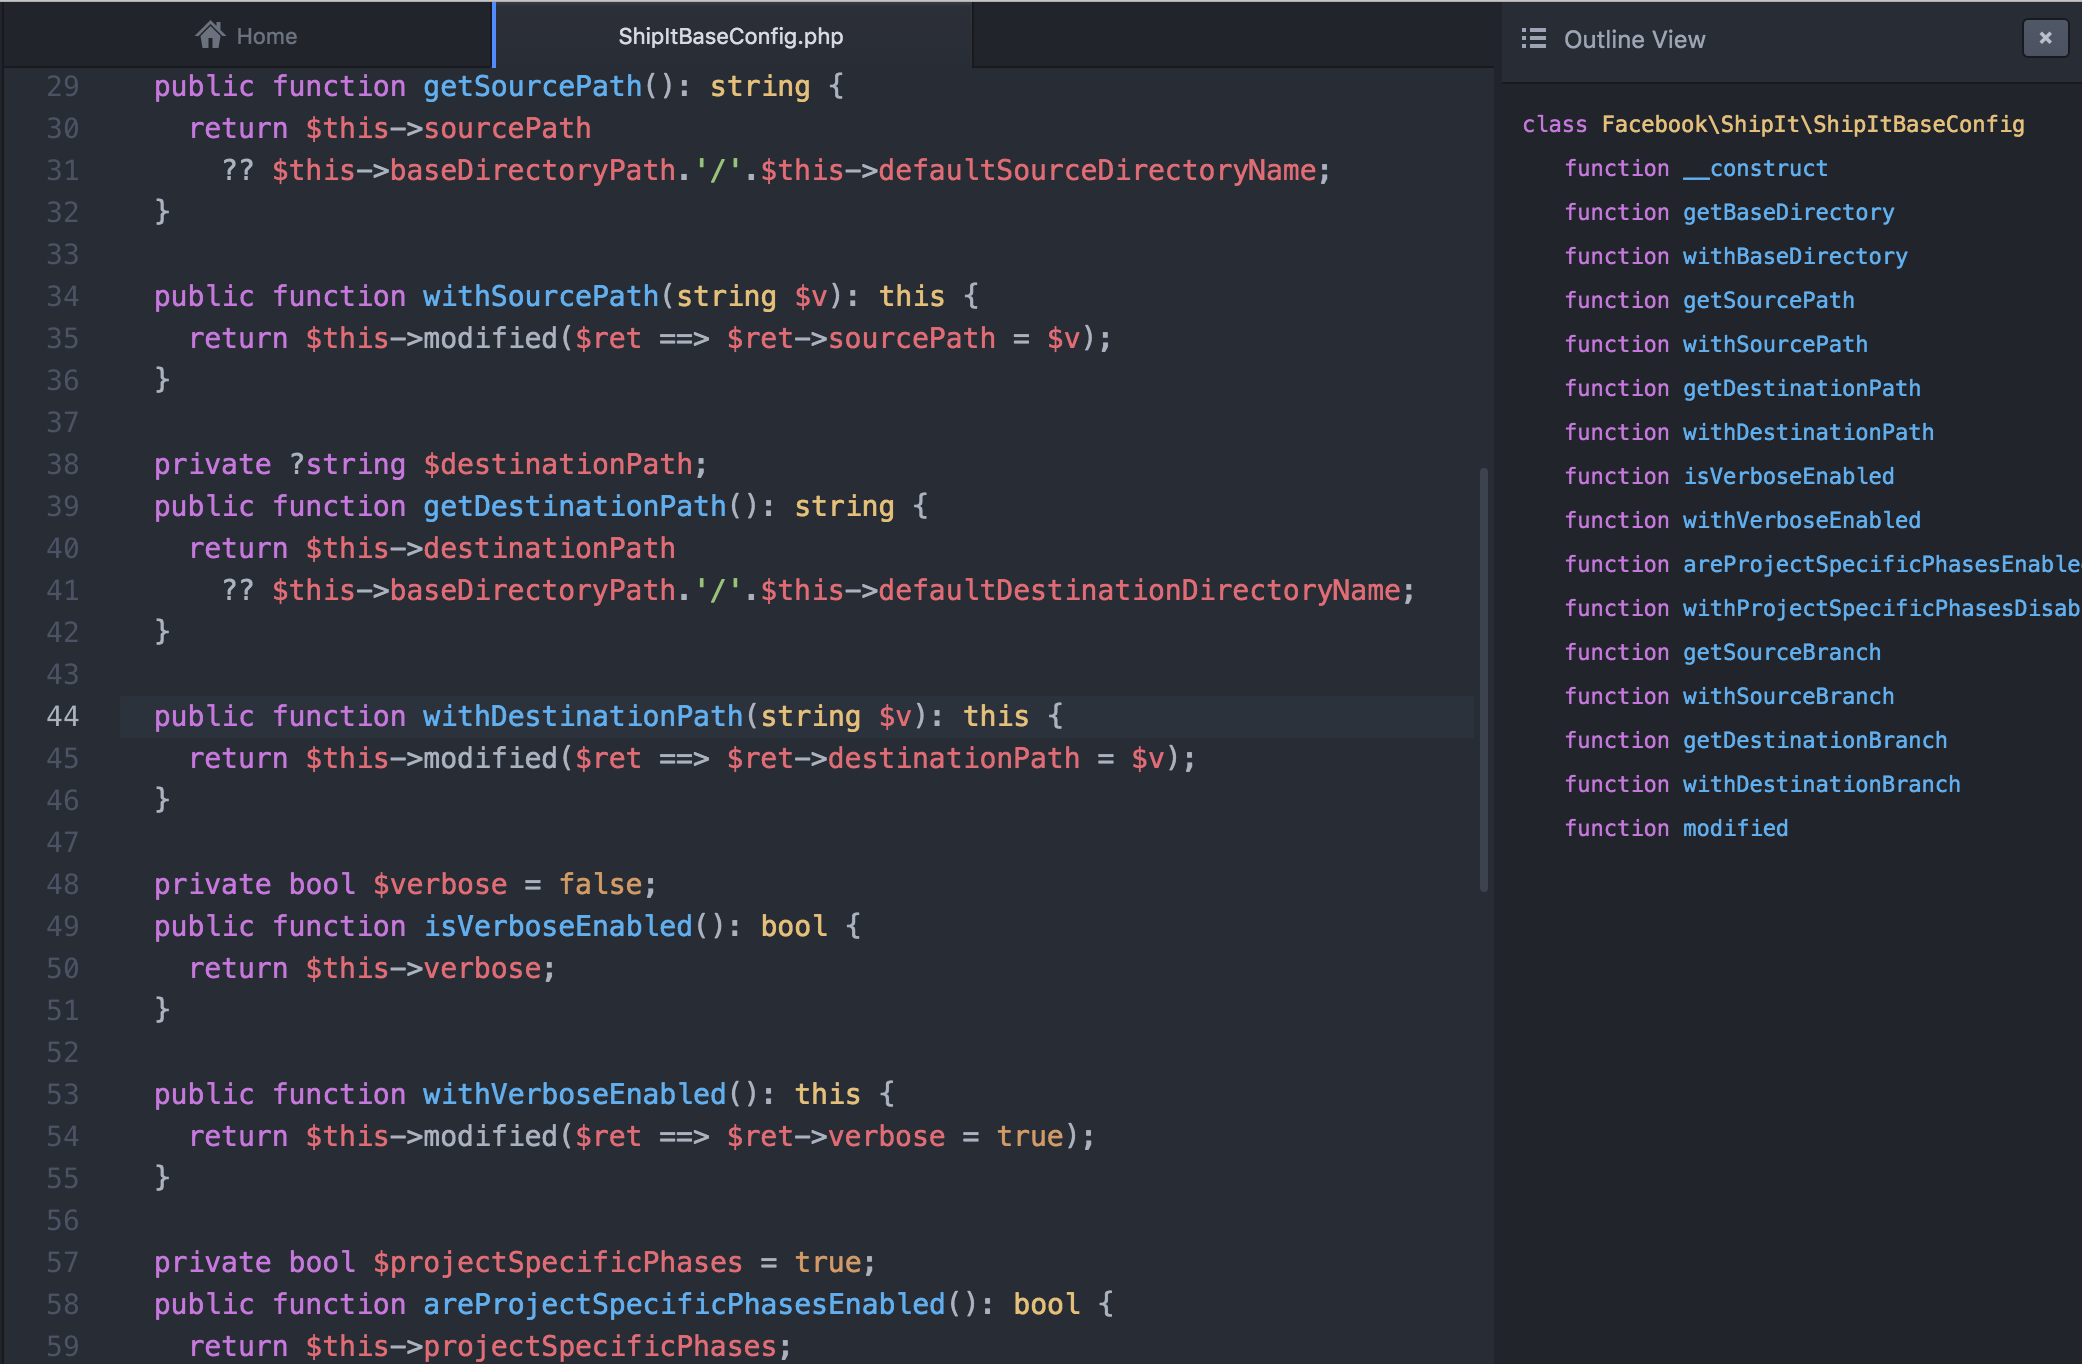 Home
ShipItBaseConfig.php
29 public function getSourcePath(): string {
30 return $this->sourcePath
31 ?? $this->baseDirectoryPath.'/'.$this->defaultSourceDirectoryName;
32 }
33
34 public function withSourcePath(string $v): this {
35 return $this->modified($ret ==> $ret->sourcePath = $v);
36 }
37
38 private ?string $destinationPath;
39 public function getDestinationPath(): string {
40 return $this->destinationPath
41 ?? $this->baseDirectoryPath.'/'.$this->defaultDestinationDirectoryName;
42 }
43
44 public function withDestinationPath(string $v): this {
45 return $this->modified($ret ==> $ret->destinationPath = $v);
46 }
47
48 private bool $verbose = false;
49 public function isVerboseEnabled(): bool {
50 return $this->verbose;
51 }
52
53 public function withVerboseEnabled(): this {
54 return $this->modified($ret ==> $ret->verbose = true);
55 }
56
57 private bool $projectSpecificPhases = true;
58 public function areProjectSpecificPhasesEnabled(): bool {
59 return $this->projectSpecificPhases;
Outline View
class Facebook\ShipIt\ShipItBaseConfig
function __construct
function getBaseDirectory
function withBaseDirectory
function getSourcePath
function withSourcePath
function getDestinationPath
function withDestinationPath
function isVerboseEnabled
function withVerboseEnabled
function areProjectSpecificPhasesEnable
function withProjectSpecificPhasesDisab
function getSourceBranch
function withSourceBranch
function getDestinationBranch
function withDestinationBranch
function modified